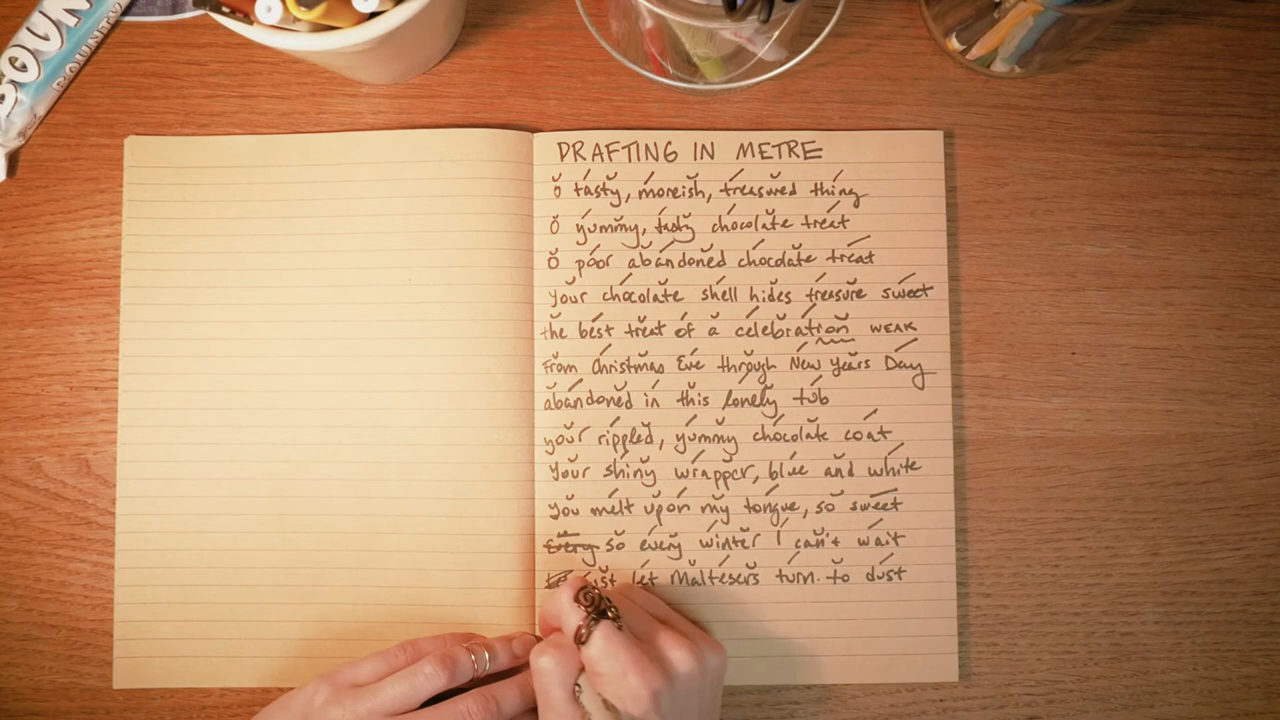 BOUN
BOUNTY
DRAFTING IN METRE
O tasty, moreish, treasured thing
O yummy, tasty chocolate treat
O poor abandoned chocolate treat
your chocolate shell hides treasure sweet
the best treat of a celebration WEAK
From Christmas Eve through New Years Day
abandoned in this lonely tub
your rippled, yummy chocolate coat
Your shiny wrapper, blue and white
you melt upon my tongue, so sweet
Every so every winter I can't wait
let Maltesers turn to dust